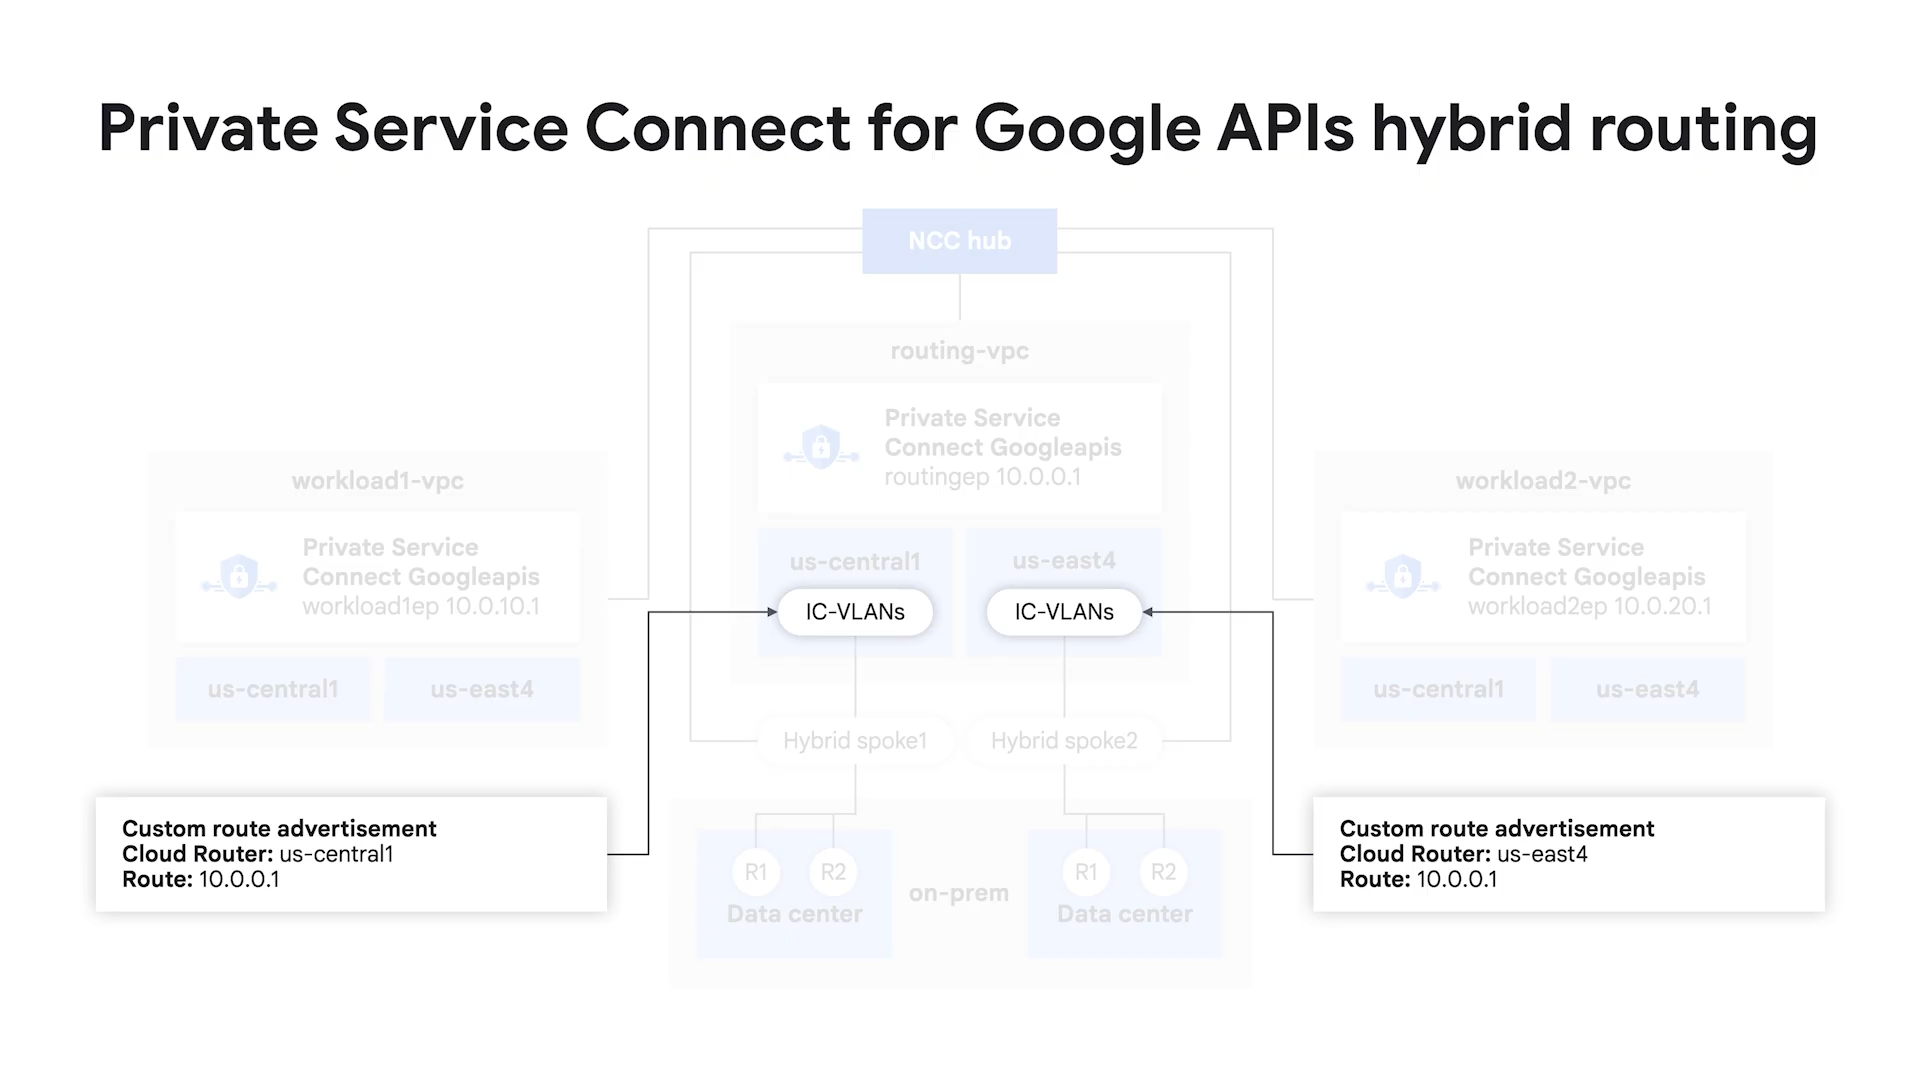 Private Service Connect for Google APIs hybrid routing
NCC hub
routing-vpc
Private Service
Connect Googleapis
routingep 10.0.0.1
us-central1
us-east4
IC-VLANs
IC-VLANs
workload1-vpc
Private Service
Connect Googleapis
workload1ep 10.0.10.1
us-central1
us-east4
workload2-vpc
Private Service
Connect Googleapis
workload2ep 10.0.20.1
us-central1
us-east4
Hybrid spoke1
Hybrid spoke2
Custom route advertisement
Cloud Router: us-central1
Route: 10.0.0.1
R1
R2
Data center
on-prem
R1
R2
Data center
Custom route advertisement
Cloud Router: us-east4
Route: 10.0.0.1